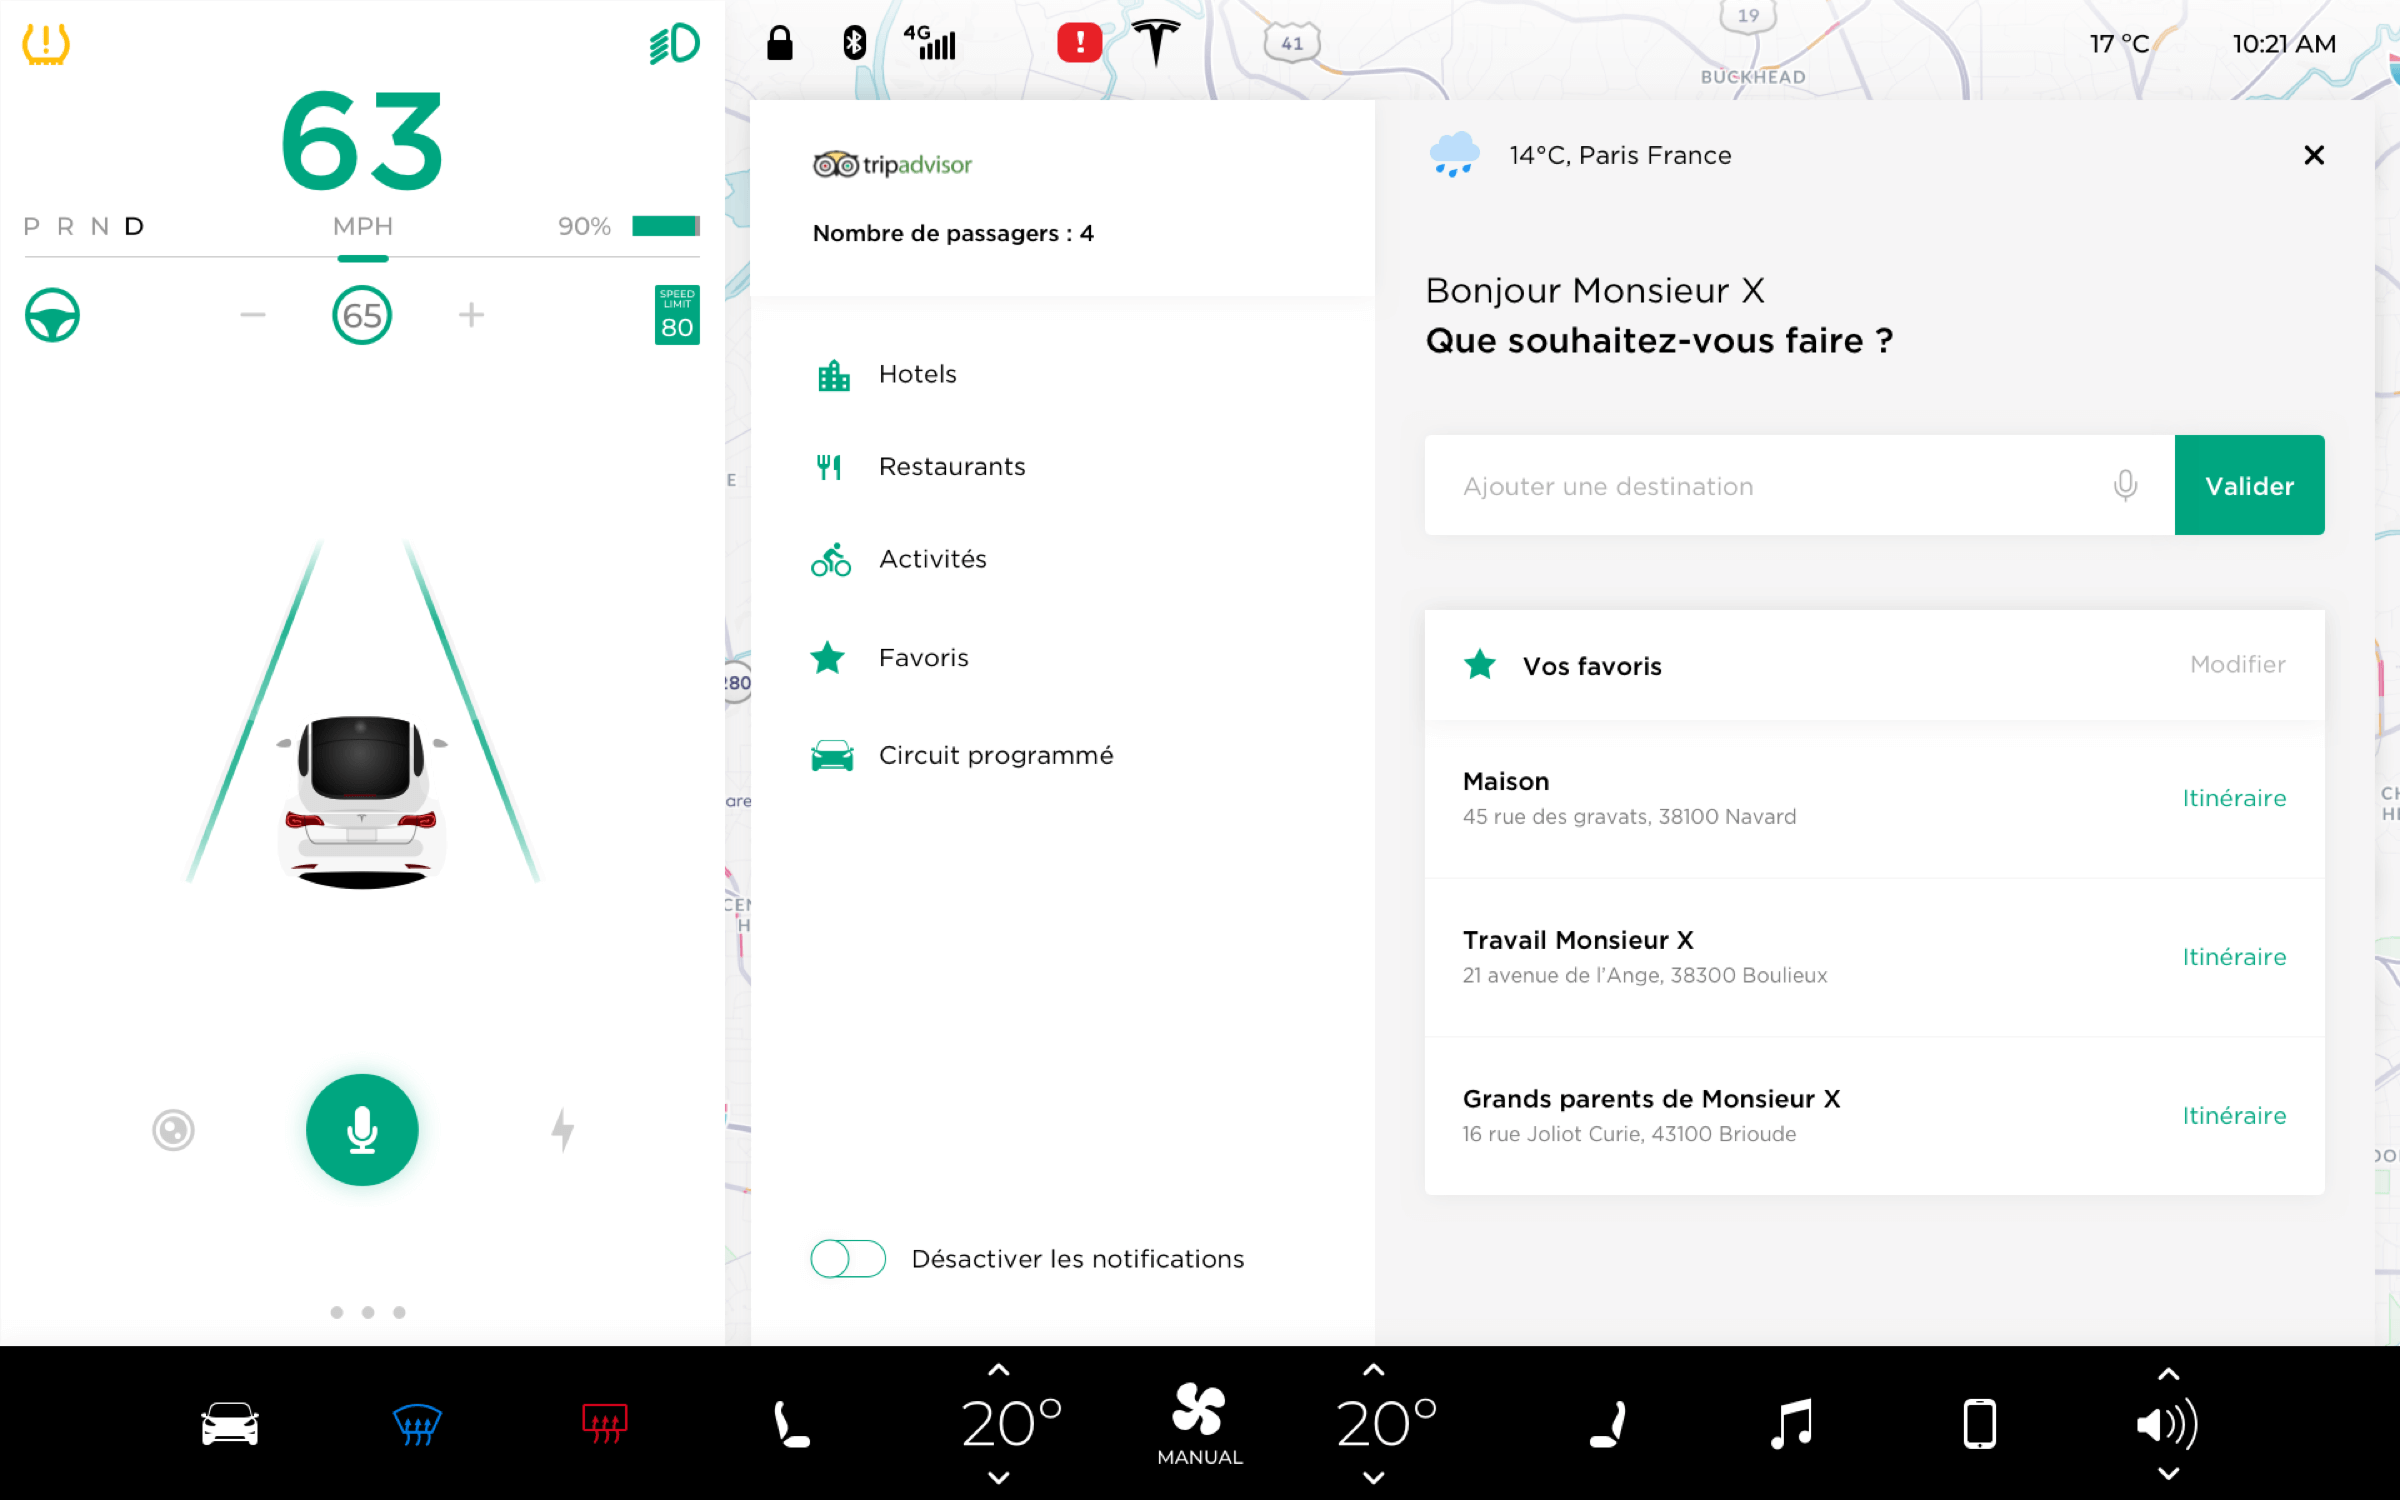 63
P R N D
MPH
90%
65
SPEED
LIMIT
80
4G
41
19
BUCKHEAD
17 °C
10:21 AM
tripadvisor
Nombre de passagers : 4
Hotels
Restaurants
Activités
Favoris
Circuit programmé
Désactiver les notifications
14°C, Paris France
Bonjour Monsieur X
Que souhaitez-vous faire ?
Ajouter une destination
Valider
Vos favoris
Modifier
Maison
45 rue des gravats, 38100 Navard
Itinéraire
Travail Monsieur X
21 avenue de l'Ange, 38300 Boulieux
Itinéraire
Grands parents de Monsieur X
16 rue Joliot Curie, 43100 Brioude
Itinéraire
20°
MANUAL
20°